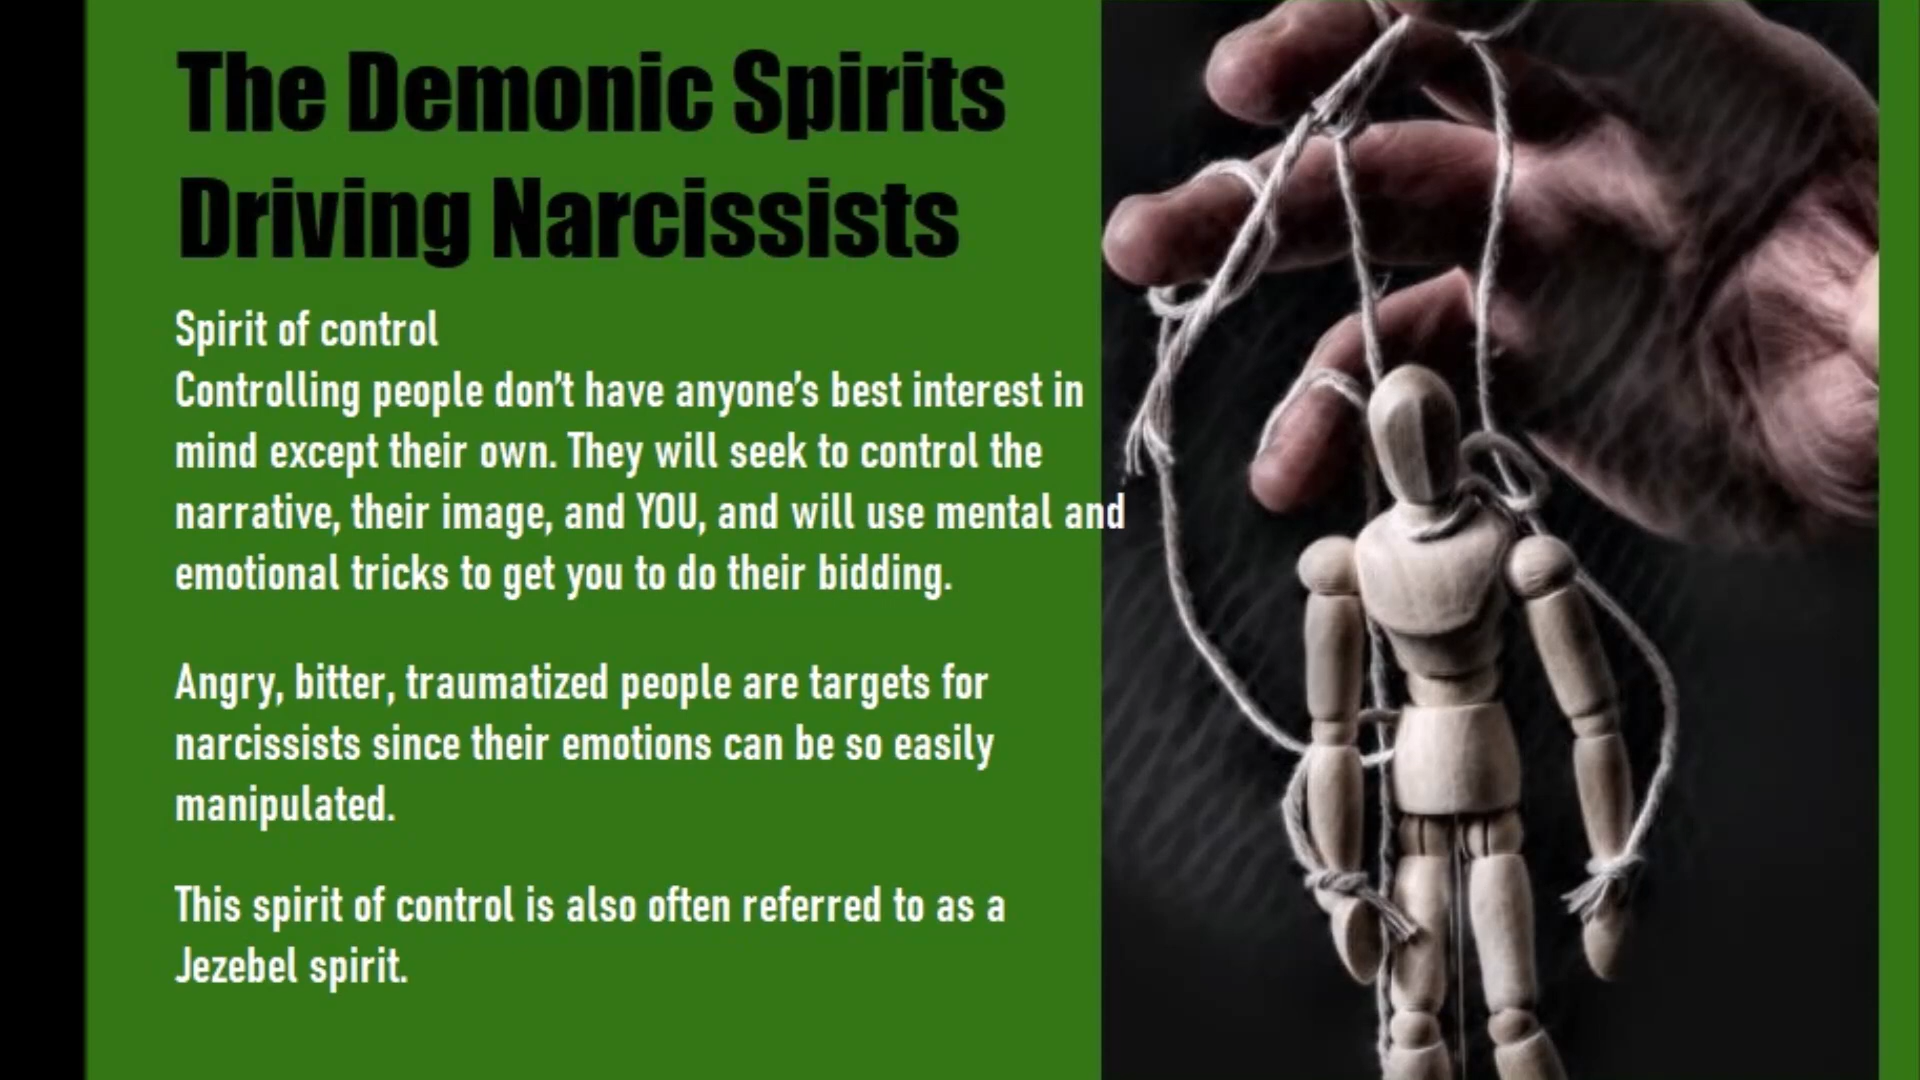 The Demonic Spirits
Driving Narcissists
Spirit of control
Controlling people don’t have anyone’s best interest in
mind except their own. They will seek to control the
narrative, their image, and YOU, and will use mental and
emotional tricks to get you to do their bidding.
Angry, bitter, traumatized people are targets for
narcissists since their emotions can be so easily
manipulated.
This spirit of control is also often referred to as a
Jezebel spirit.